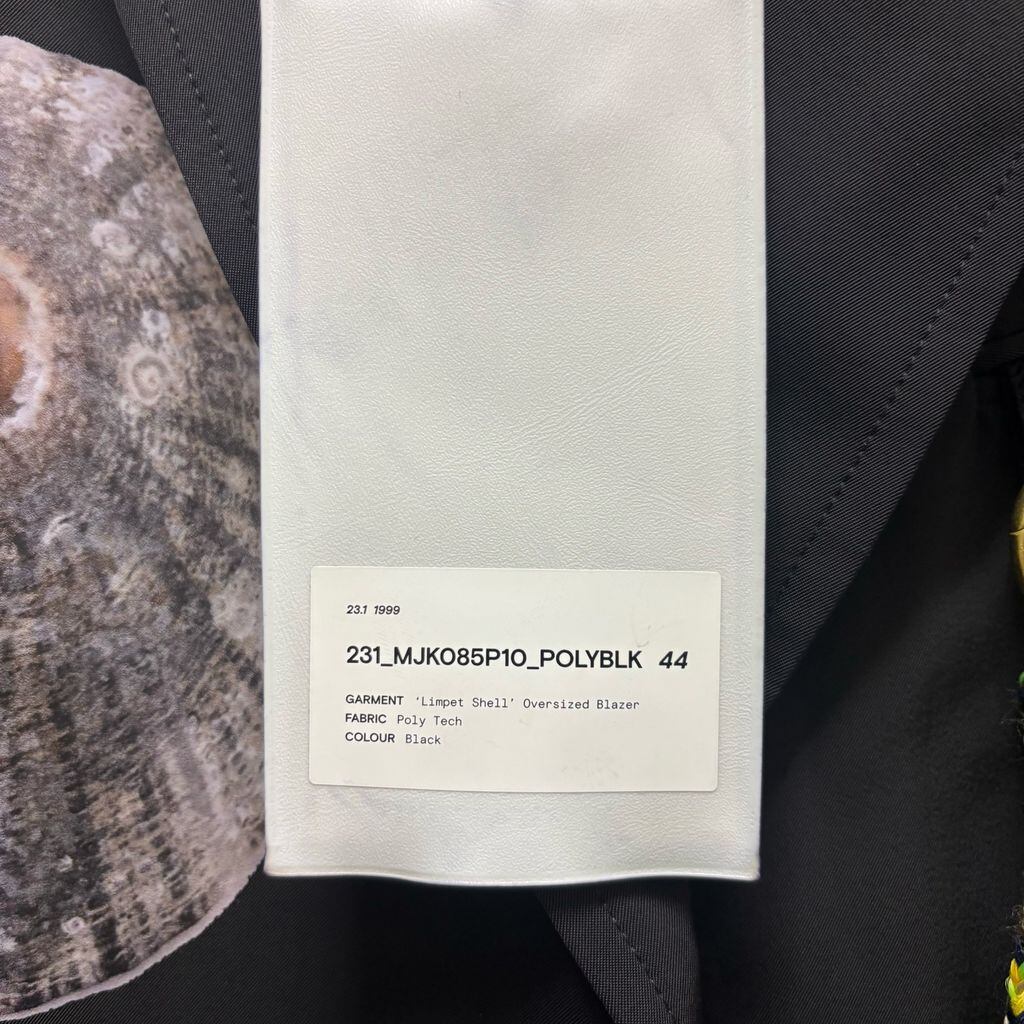 23.1 1999
231_MJK085P10_POLYBLK 44
GARMENT 'Limpet Shell' Oversized Blazer
FABRIC Poly Tech
COLOUR Black